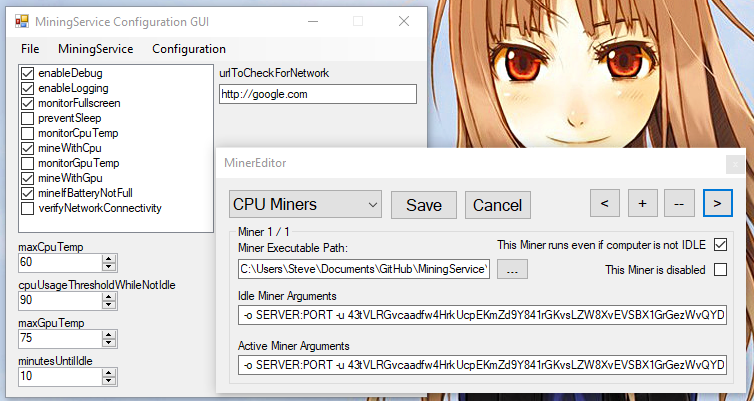 MiningService Configuration GUI
File MiningService Configuration
enableDebug
enableLogging
monitorFullscreen
preventSleep
monitorCpuTemp
mineWithCpu
monitorGpuTemp
mineWithGpu
mineIfBatteryNotFull
verifyNetworkConnectivity
urlToCheckForNetwork
http://google.com
maxCpuTemp
60
cpuUsageThresholdWhileNotIdle
90
maxGpuTemp
75
minutesUntilIdle
10
MinerEditor
CPU Miners Save Cancel < + -- >
Miner 1 / 1
Miner Executable Path:
This Miner runs even if computer is not IDLE
C:\Users\Steve\Documents\GitHub\MiningService\ ...
This Miner is disabled
Idle Miner Arguments
-o SERVER:PORT -u 43tVLRGvcaadfw4HrkUcpEKmZd9Y841rGKvsLZW8XvEVSBX1GrGezWvQYD
Active Miner Arguments
-o SERVER:PORT -u 43tVLRGvcaadfw4HrkUcpEKmZd9Y841rGKvsLZW8XvEVSBX1GrGezWvQYD